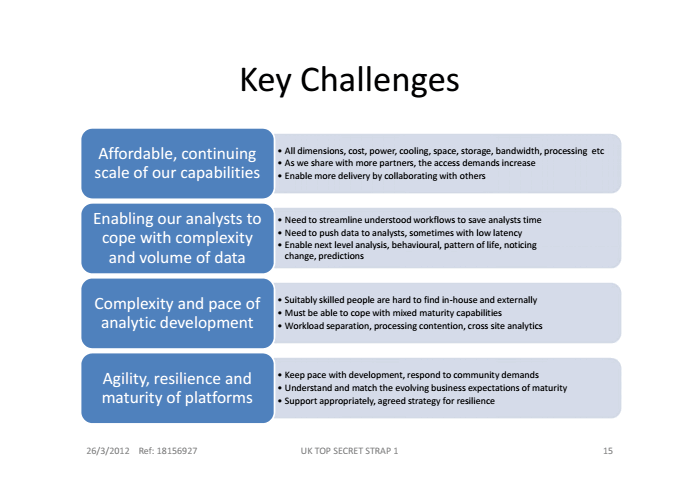 Key Challenges
Affordable, continuing
scale of our capabilities
• All dimensions, cost, power, cooling, space, storage, bandwidth, processing etc
• As we share with more partners, the access demands increase
• Enable more delivery by collaborating with others
Enabling our analysts to
cope with complexity
and volume of data
• Need to streamline understood workflows to save analysts time
• Need to push data to analysts, sometimes with low latency
• Enable next level analysis, behavioural, pattern of life, noticing
change, predictions
Complexity and pace of
analytic development
• Suitably skilled people are hard to find in-house and externally
• Must be able to cope with mixed maturity capabilities
• Workload separation, processing contention, cross site analytics
Agility, resilience and
maturity of platforms
• Keep pace with development, respond to community demands
• Understand and match the evolving business expectations of maturity
• Support appropriately, agreed strategy for resilience
26/3/2012 Ref: 18156927 UK TOP SECRET STRAP 1 15